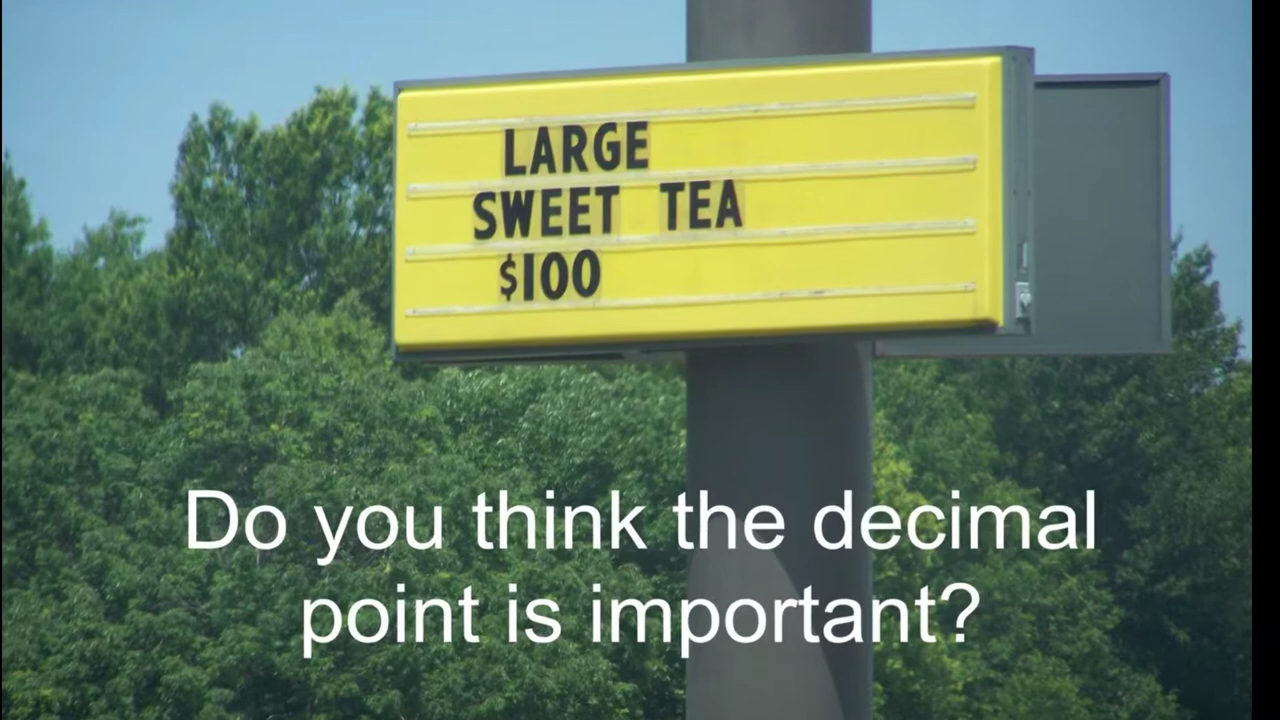 LARGE
SWEET TEA
$100
Do you think the decimal
point is important?